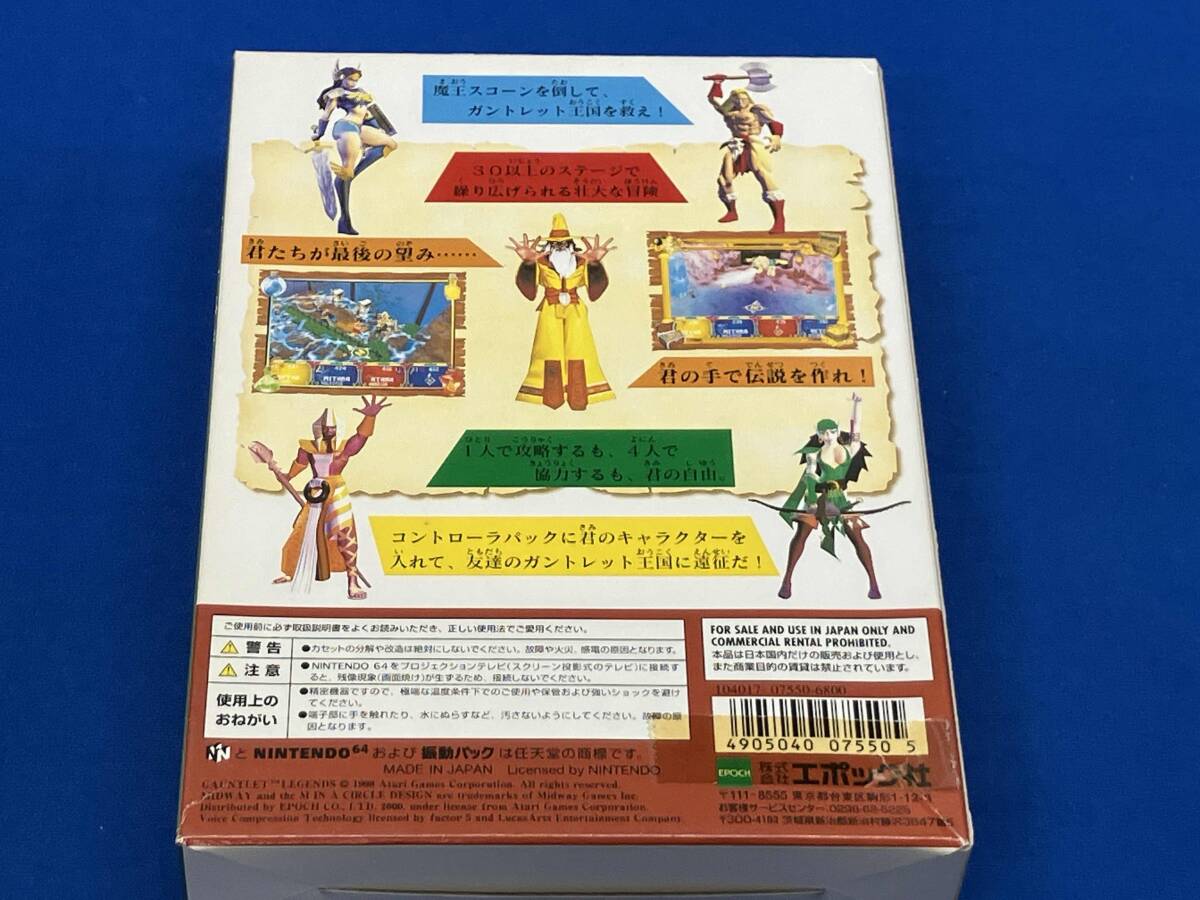 魔王スコーンを倒して、
ガントレット王国を救え！
30以上のステージで
繰り広げられる壮大な冒険
君たちが最後の望み……
君の手で伝説を作れ！
1人で攻略するも、4人で
協力するも、君の自由。
コントローラパックに君のキャラクターを
入れて、友達のガントレット王国に遠征だ！
ご使用前に必ず取扱説明書をよくお読みいただき、正しい使用法でご愛用ください。
警告
●カセットの分解や改造は絶対にしないでください。故障や火災、感電の原因となります。
注意
●NINTENDO 64をプロジェクションテレビ(スクリーン投影式のテレビ)に接続す
ると、残像現象(画面焼け)が生ずるため、接続しないでください。
使用上の
おねがい
●精密機器ですので、極端な温度条件下でのご使用や保管および強いショックを避け
てください。
●端子部に手を触れたり、水にぬらすなど、汚さないようにしてください。故障の原
因となります。
FOR SALE AND USE IN JAPAN ONLY AND
COMMERCIAL RENTAL PROHIBITED.
本品は日本国内だけの販売および使用とし、
また商業目的の賃貸は禁止されています。
104017 07550-6800
4905040 07550 5
と NINTENDO 64 および 振動パック は任天堂の商標です。
MADE IN JAPAN Licensed by NINTENDO
GAUNTLET™ LEGENDS © 1998 Atari Games Corporation. All rights reserved.
MIDWAY and the M IN A CIRCLE DESIGN are trademarks of Midway Games Inc.
Distributed by EPOCH CO., LTD. 2000. under license from Atari Games Corporation.
Voice Compression Technology licensed by factor 5 and LucasArts Entertainment Company.
EPOCH 株式会社 エポック社
〒111-8555 東京都台東区駒形1-12-3
お客様サービスセンター